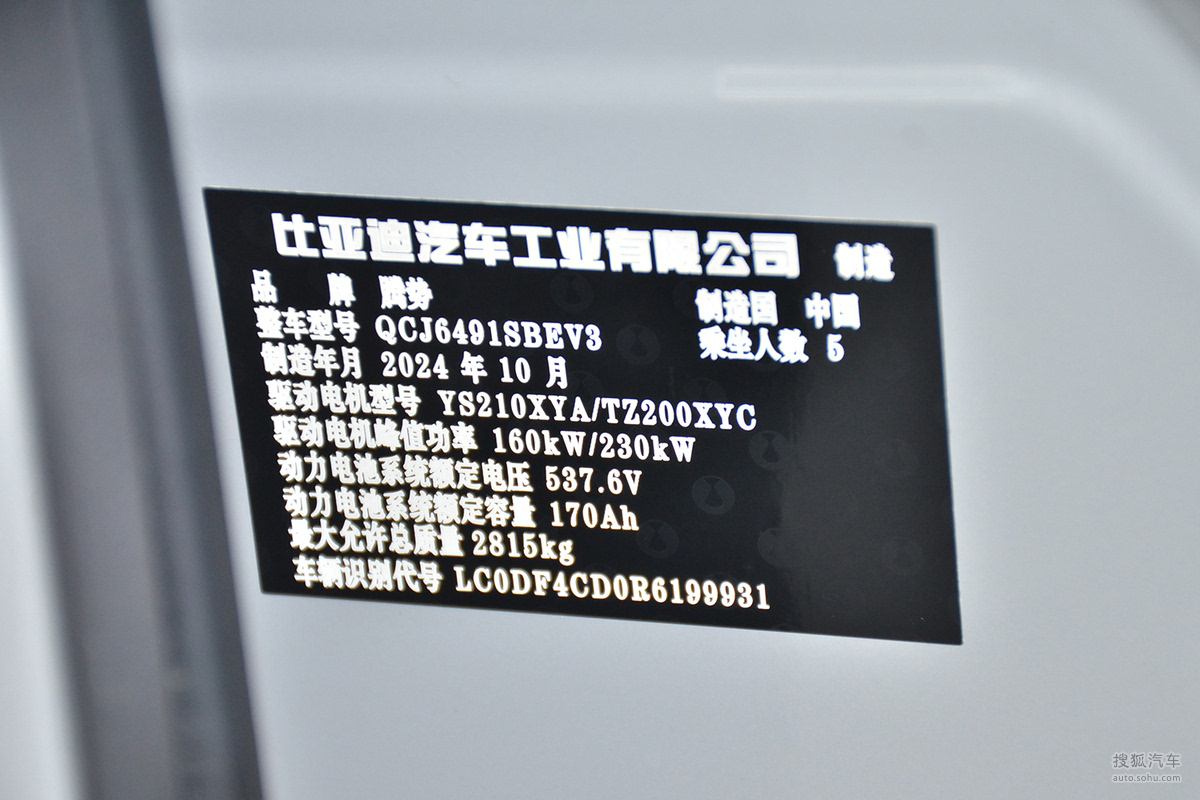 比亚迪汽车工业有限公司 制造
品 牌 腾势 制造国 中国
整车型号 QCJ6491SBEV3 乘坐人数 5
制造年月 2024 年 10 月
驱动电机型号 YS210XYA/TZ200XYC
驱动电机峰值功率 160kW/230kW
动力电池系统额定电压 537.6V
动力电池系统额定容量 170Ah
最大允许总质量 2815kg
车辆识别代号 LC0DF4CD0R6199931
搜狐汽车
auto.sohu.com